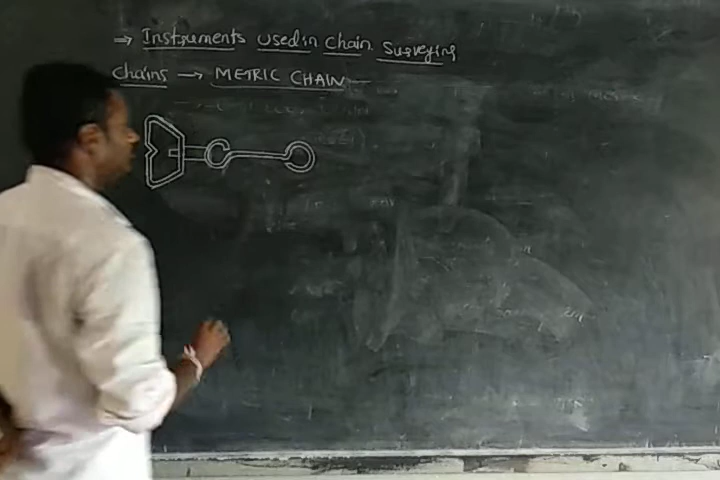 ⇒ Instruments used in Chain Surveying
Chains → METRIC CHAIN